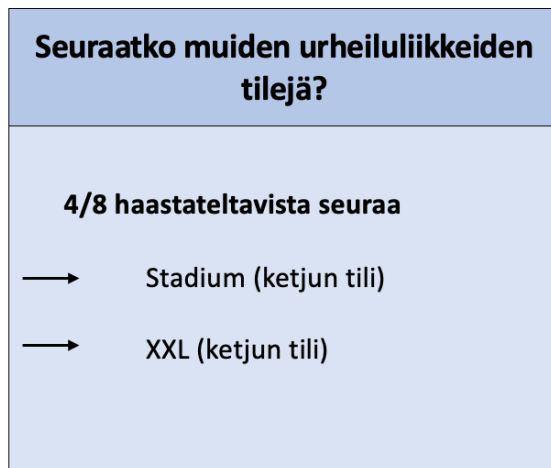 Seuraatko muiden urheiluliikkeiden
tilejä?
4/8 haastateltavista seuraa
Stadium (ketjun tili)
XXL (ketjun tili)